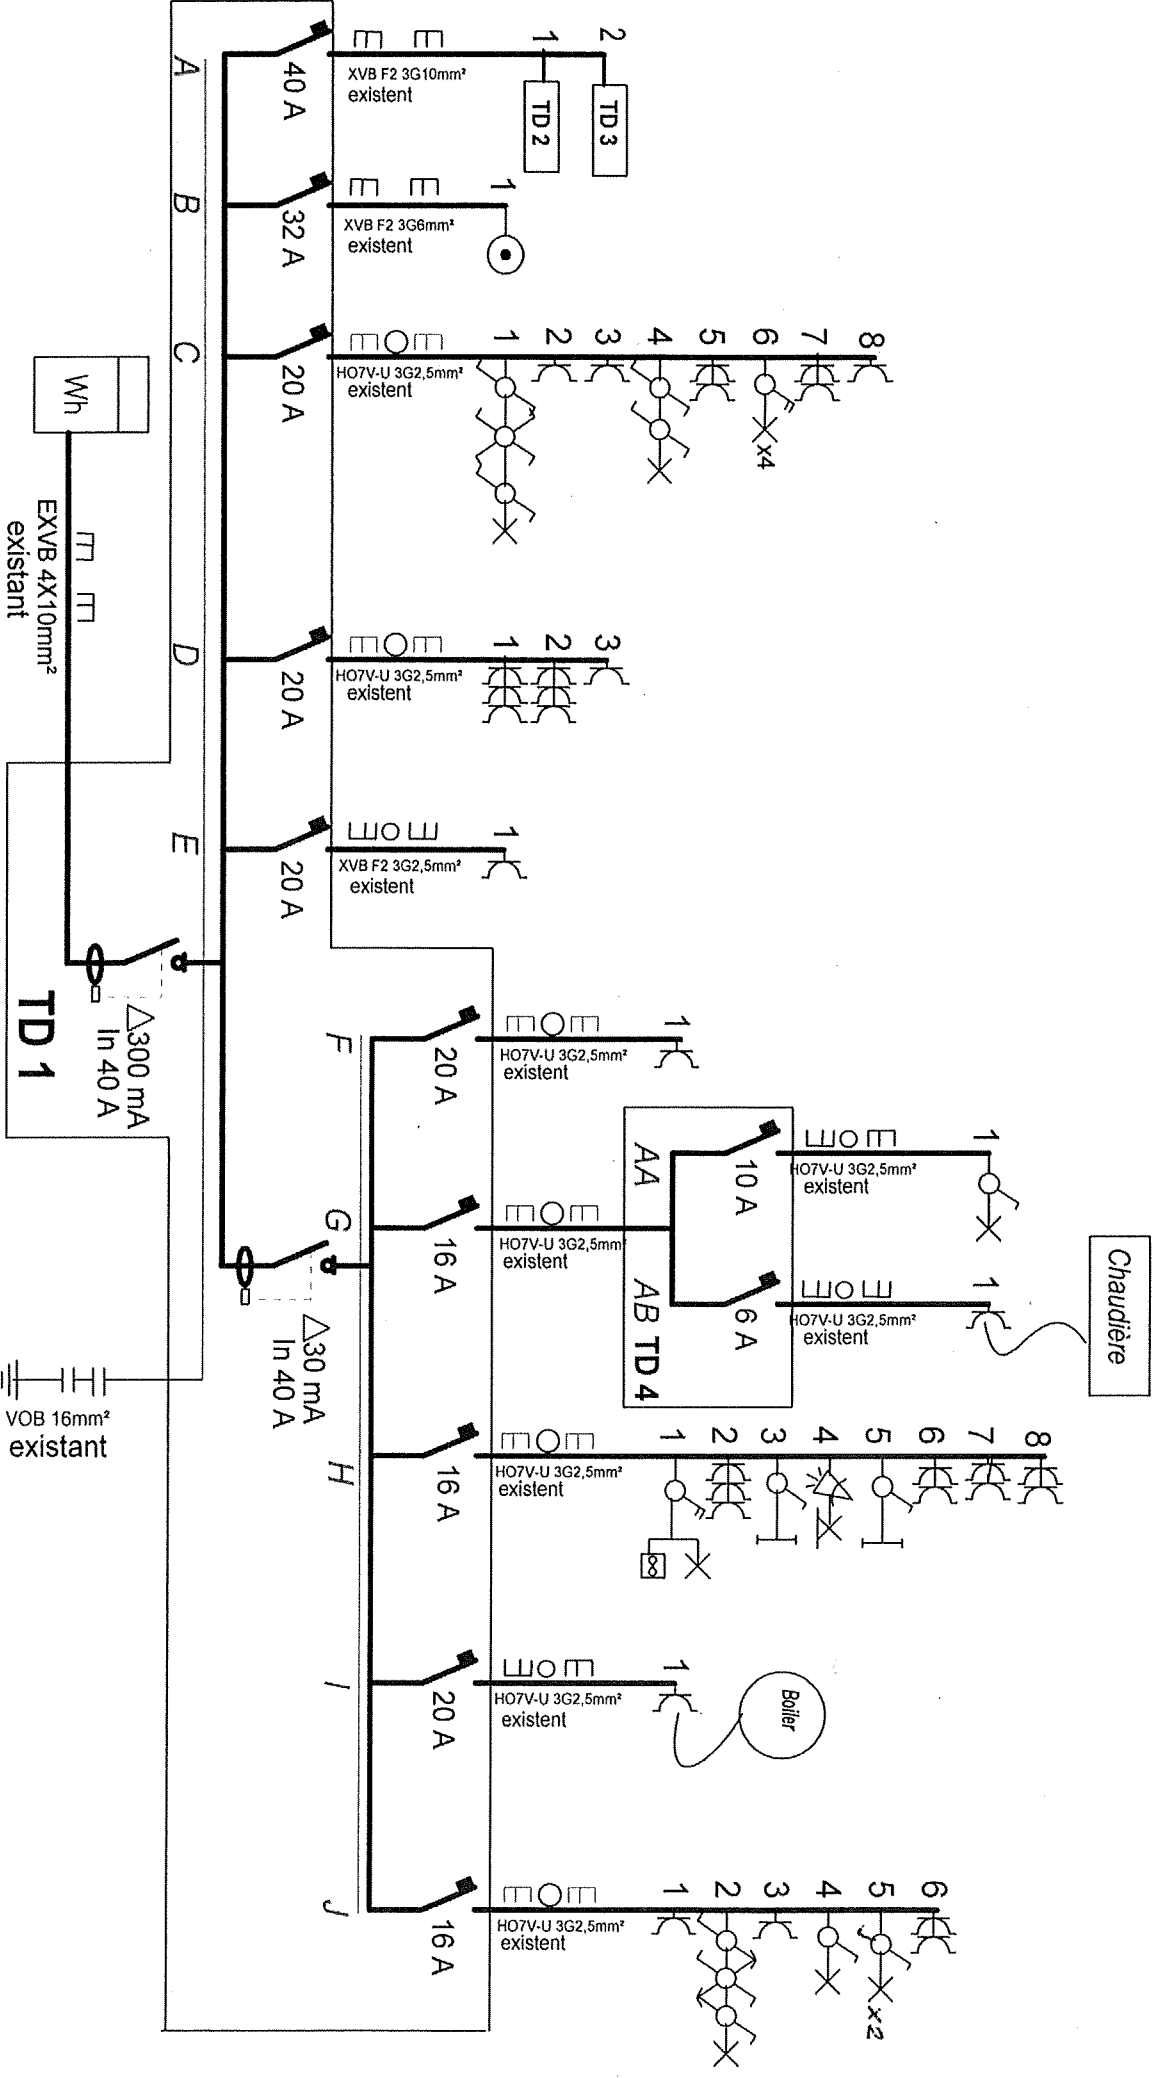 2
1
TD 3
TD 2
XVB F2 3G10mm²
existent
40 A
A
1
XVB F2 3G6mm²
existent
32 A
B
8
7
6
5
4
3
2
1
x4
HO7V-U 3G2,5mm²
existent
20 A
C
Wh
EXVB 4X10mm²
existant
3
2
1
HO7V-U 3G2,5mm²
existent
20 A
D
1
XVB F2 3G2,5mm²
existent
20 A
E
△300 mA
In 40 A
TD 1
1
HO7V-U 3G2,5mm²
existent
20 A
F
1
HO7V-U 3G2,5mm²
existent
10 A
AA
HO7V-U 3G2,5mm²
existent
16 A
G
Chaudière
1
HO7V-U 3G2,5mm²
existent
6 A
AB TD 4
△30 mA
In 40 A
VOB 16mm²
existant
8
7
6
5
4
3
2
1
HO7V-U 3G2,5mm²
existent
16 A
H
Boiler
1
HO7V-U 3G2,5mm²
existent
20 A
I
6
5
4
3
2
1
x2
HO7V-U 3G2,5mm²
existent
16 A
J